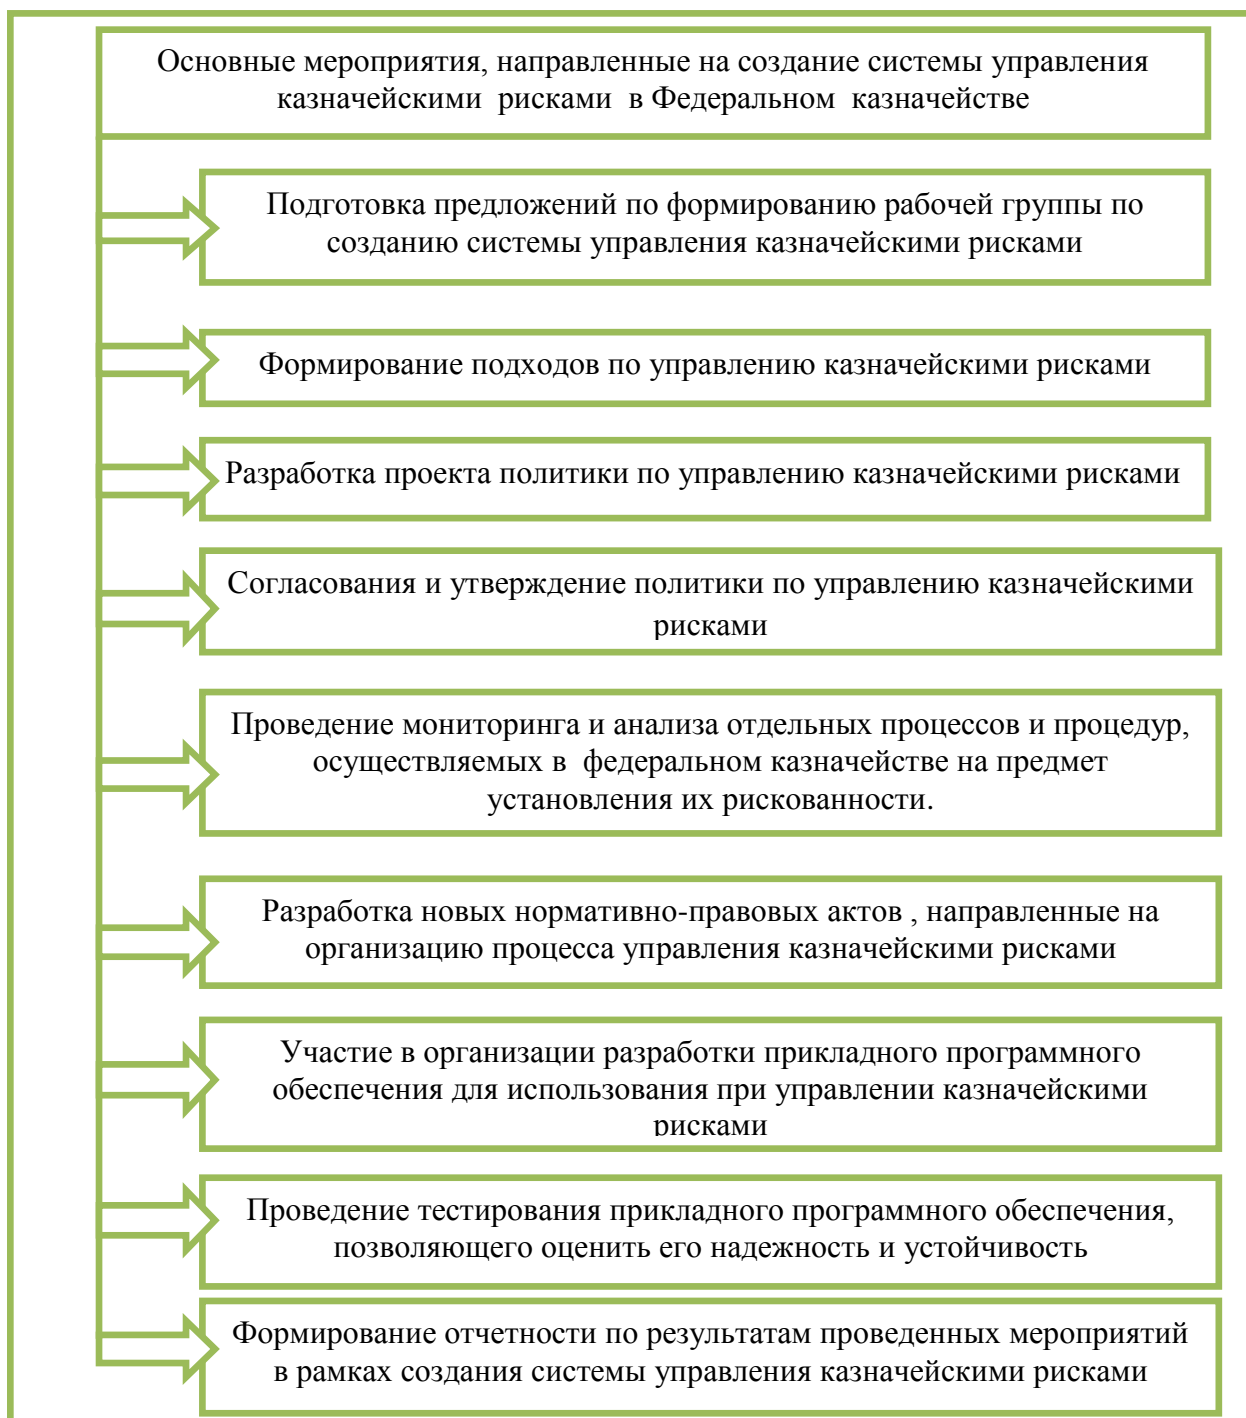 Основные мероприятия, направленные на создание системы управления
казначейскими рисками в Федеральном казначействе
Подготовка предложений по формированию рабочей группы по
созданию системы управления казначейскими рисками
Формирование подходов по управлению казначейскими рисками
Разработка проекта политики по управлению казначейскими рисками
Согласования и утверждение политики по управлению казначейскими
рисками
Проведение мониторинга и анализа отдельных процессов и процедур,
осуществляемых в федеральном казначействе на предмет
установления их рискованности.
Разработка новых нормативно-правовых актов , направленные на
организацию процесса управления казначейскими рисками
Участие в организации разработки прикладного программного
обеспечения для использования при управлении казначейскими
рисками
Проведение тестирования прикладного программного обеспечения,
позволяющего оценить его надежность и устойчивость
Формирование отчетности по результатам проведенных мероприятий
в рамках создания системы управления казначейскими рисками